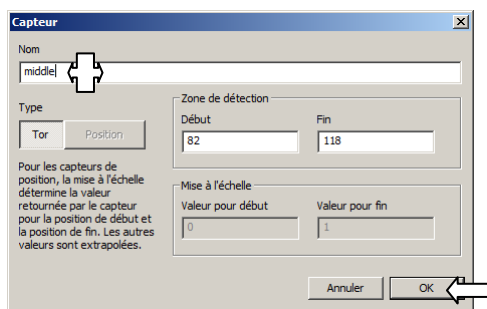 Capteur
Nom
middle
Type
Tor
Position
Pour les capteurs de
position, la mise à l'échelle
détermine la valeur
retournée par le capteur
pour la position de début et
la position de fin. Les autres
valeurs sont extrapolées.
Zone de détection
Début
Fin
82
118
Mise à l'échelle
Valeur pour début
Valeur pour fin
0
1
Annuler
OK